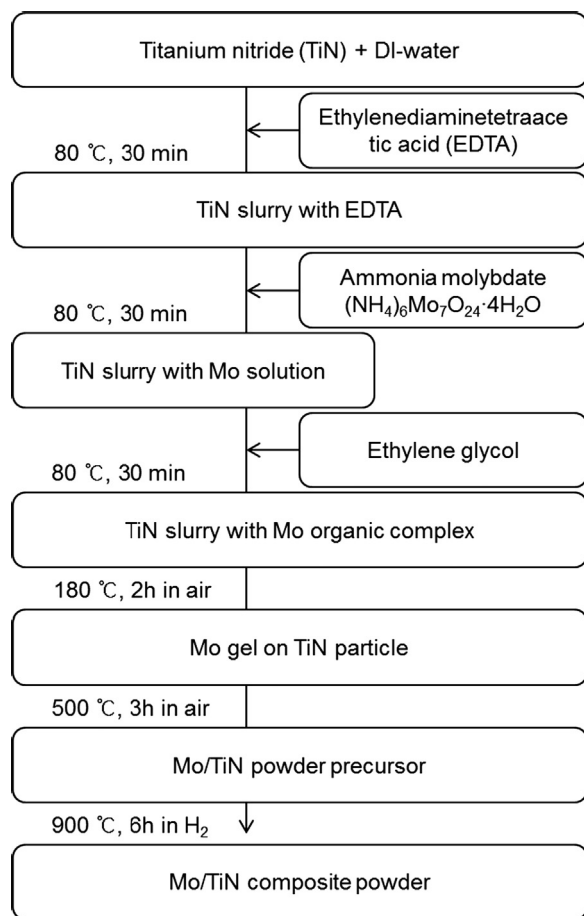 Titanium nitride (TiN) + DI-water
Ethylenediaminetetraace
tic acid (EDTA)
80 ℃, 30 min
TiN slurry with EDTA
Ammonia molybdate
(NH4)6Mo7O24·4H2O
80 ℃, 30 min
TiN slurry with Mo solution
Ethylene glycol
80 ℃, 30 min
TiN slurry with Mo organic complex
180 ℃, 2h in air
Mo gel on TiN particle
500 ℃, 3h in air
Mo/TiN powder precursor
900 ℃, 6h in H2
Mo/TiN composite powder